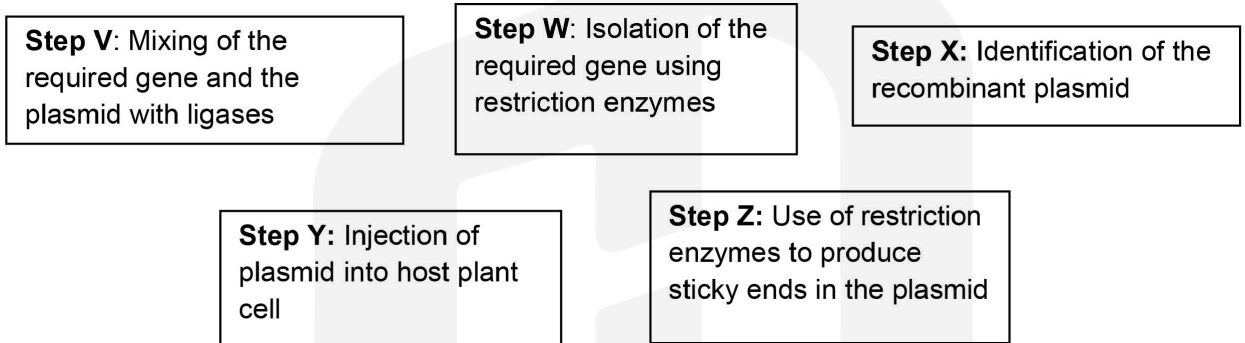 Step V: Mixing of the
required gene and the
plasmid with ligases
Step W: Isolation of the
required gene using
restriction enzymes
Step X: Identification of the
recombinant plasmid
Step Y: Injection of
plasmid into host plant
cell
Step Z: Use of restriction
enzymes to produce
sticky ends in the plasmid